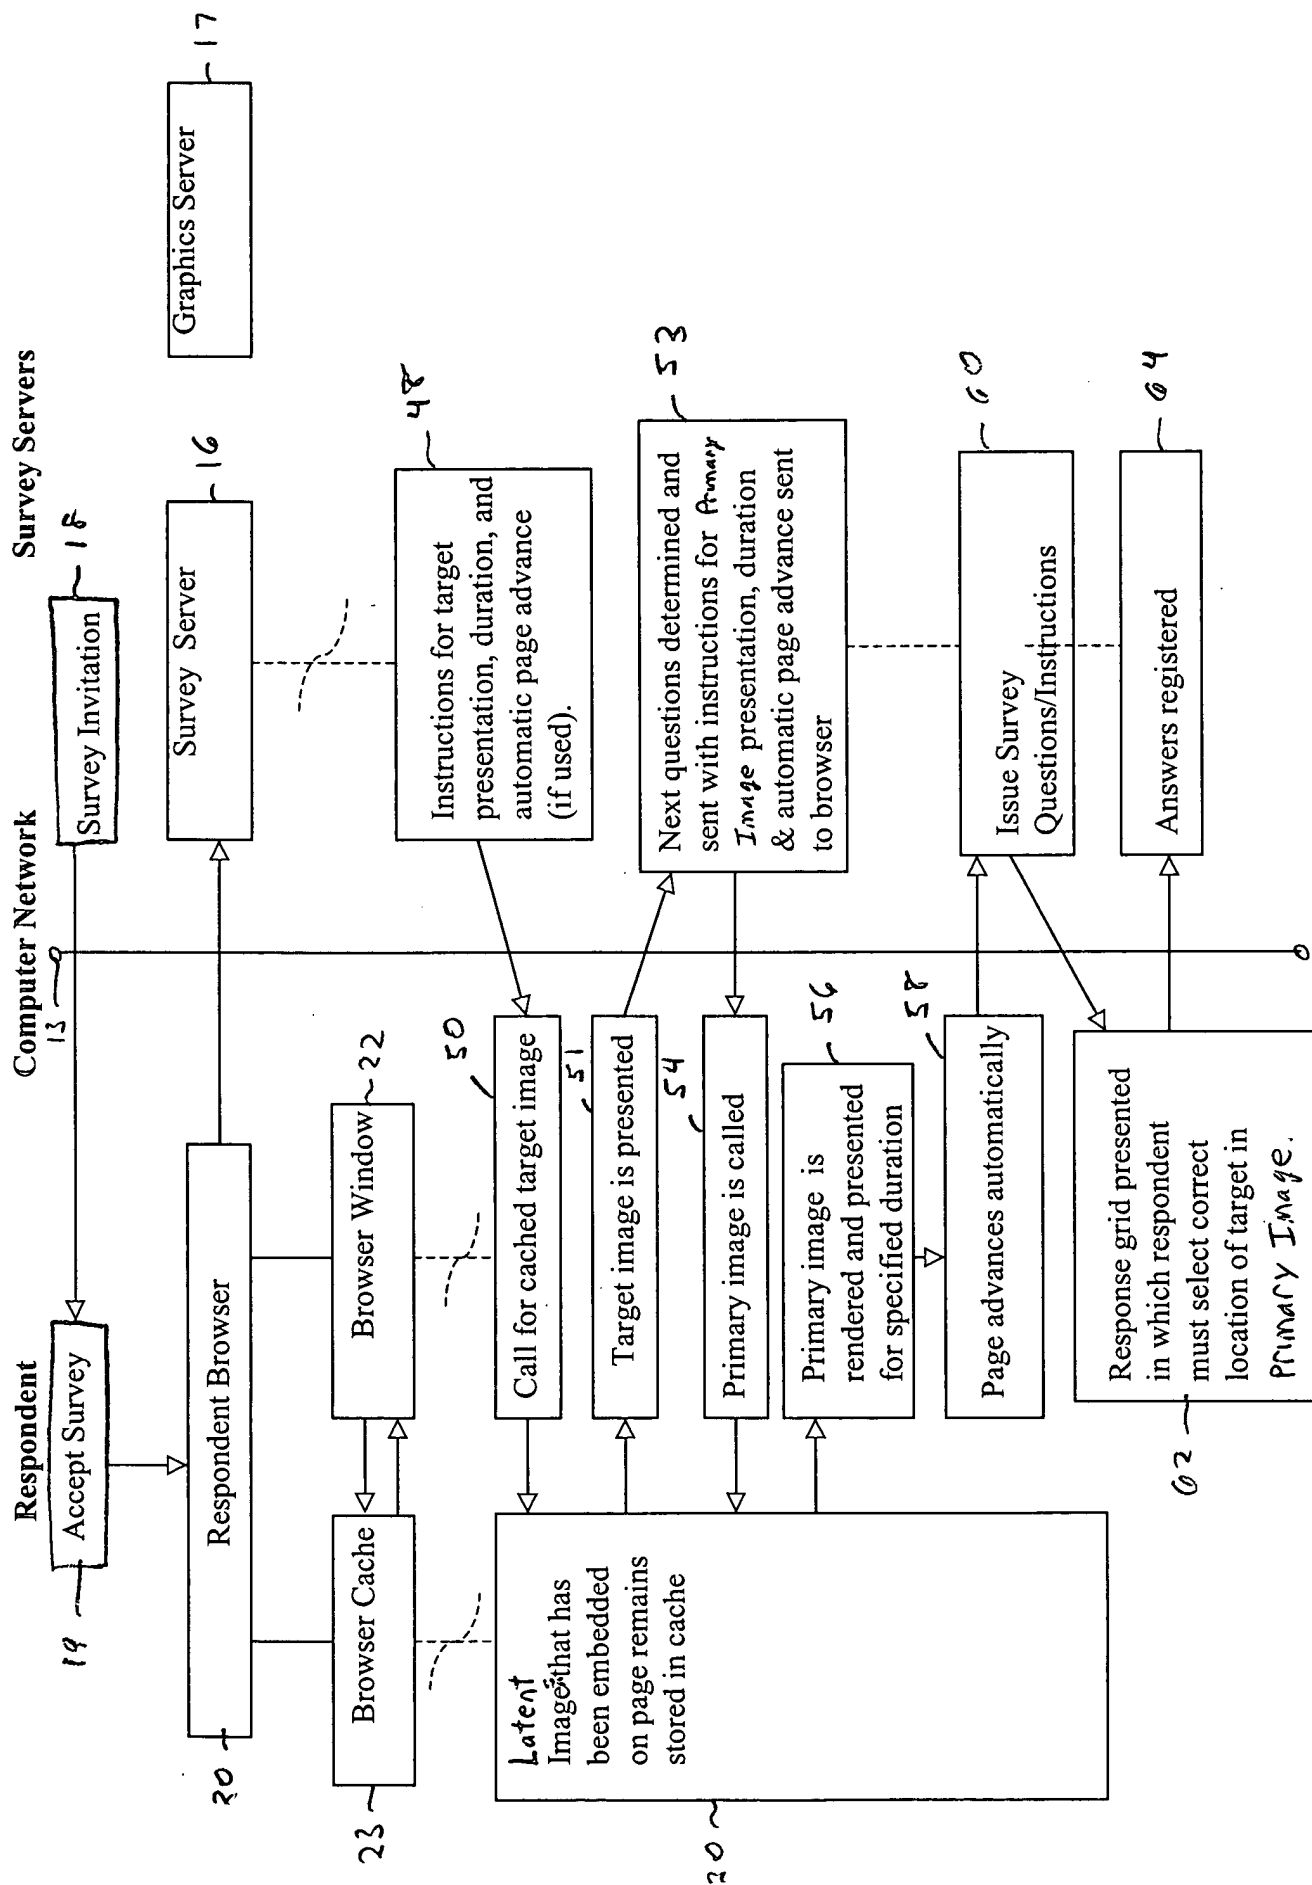 Respondent
Computer Network
Survey Servers
13
Accept Survey
19
Survey Invitation
18
Respondent Browser
20
Survey Server
16
Graphics Server
17
Browser Cache
23
Browser Window
22
Instructions for target
presentation, duration, and
automatic page advance
(if used).
48
Latent
Images that has
been embedded
on page remains
stored in cache
20
Call for cached target image
50
Target image is presented
51
Next questions determined and
sent with instructions for Primary
Image presentation, duration
& automatic page advance sent
to browser
53
Primary image is called
54
Primary image is
rendered and presented
for specified duration
56
Page advances automatically
58
Issue Survey
Questions/Instructions
60
Response grid presented
in which respondent
must select correct
location of target in
Primary Image.
62
Answers registered
64